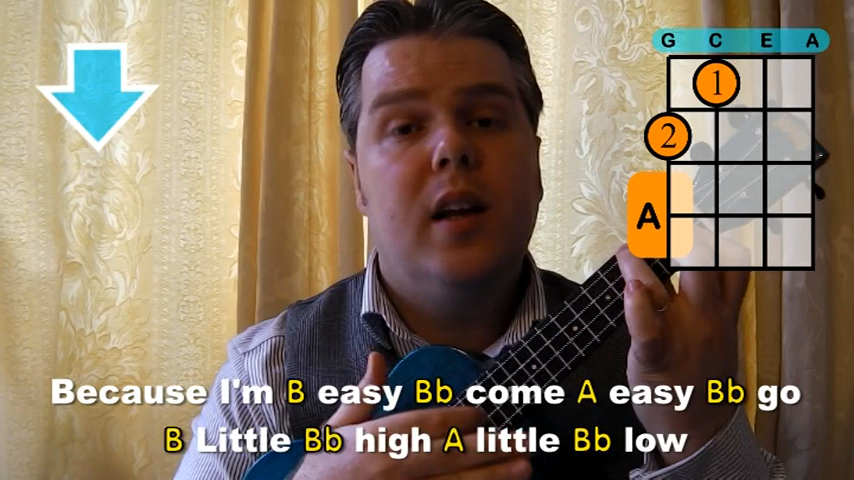 G C E A
1
2
A
Because I'm B easy Bb come A easy Bb go
B Little Bb high A little Bb low